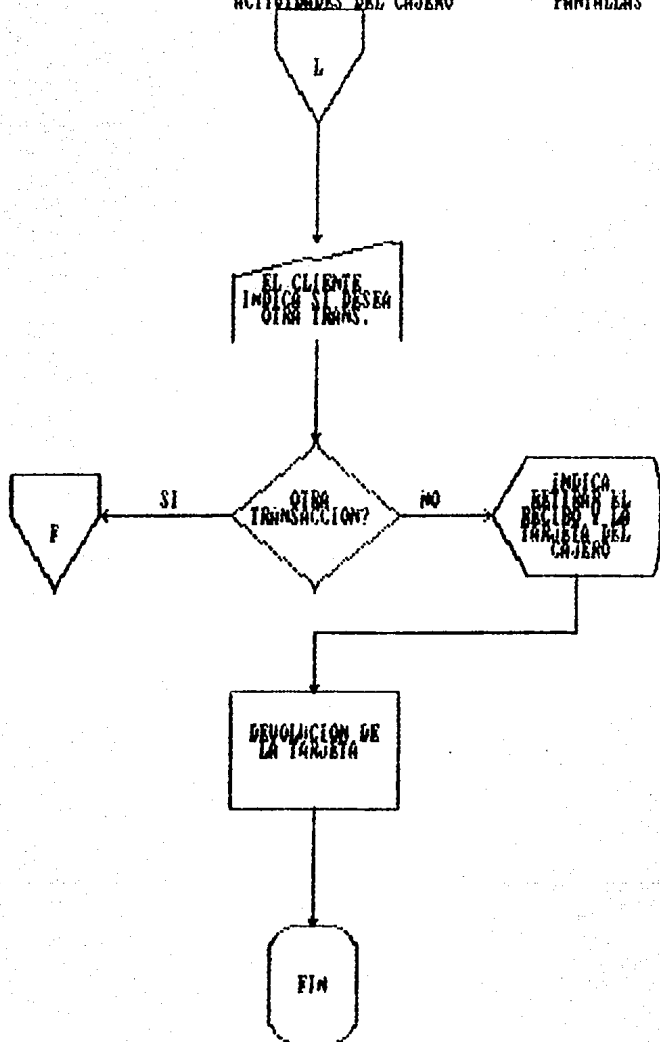 ACTIVIDADES DEL CAJERO PANTALLAS
L
EL CLIENTE
INDICA SI DESEA
OTRA TRANS.
SI
OTRA
TRANSACCION?
NO
INDICA
RETIRAR EL
RECIBO Y LA
TARJETA DEL
CAJERO
F
DEVOLUCION DE
LA TARJETA
FIN